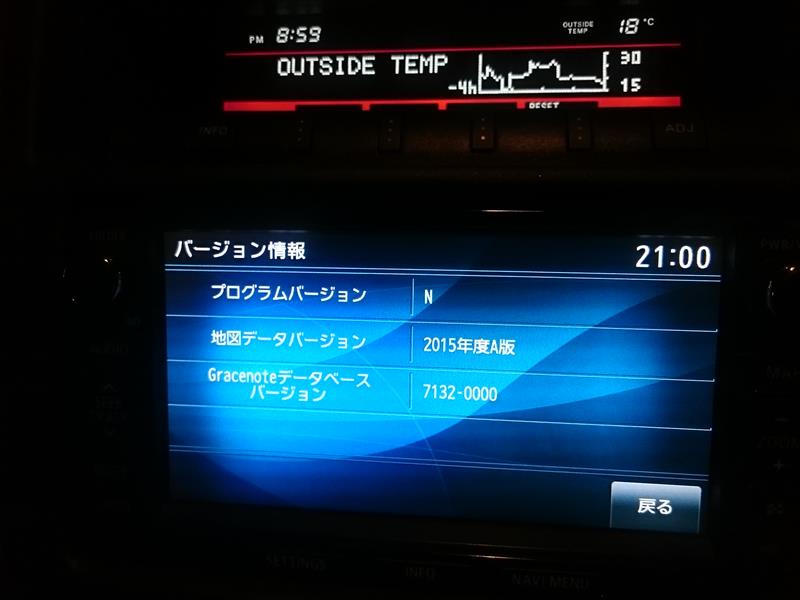 PM 8:59 OUTSIDE TEMP 18°C
OUTSIDE TEMP 30
-4h 15
RESET
INFO ADJ
バージョン情報 21:00
プログラムバージョン N
地図データバージョン 2015年度A版
Gracenoteデータベース
バージョン 7132-0000
戻る
SETTINGS INFO NAVI MENU